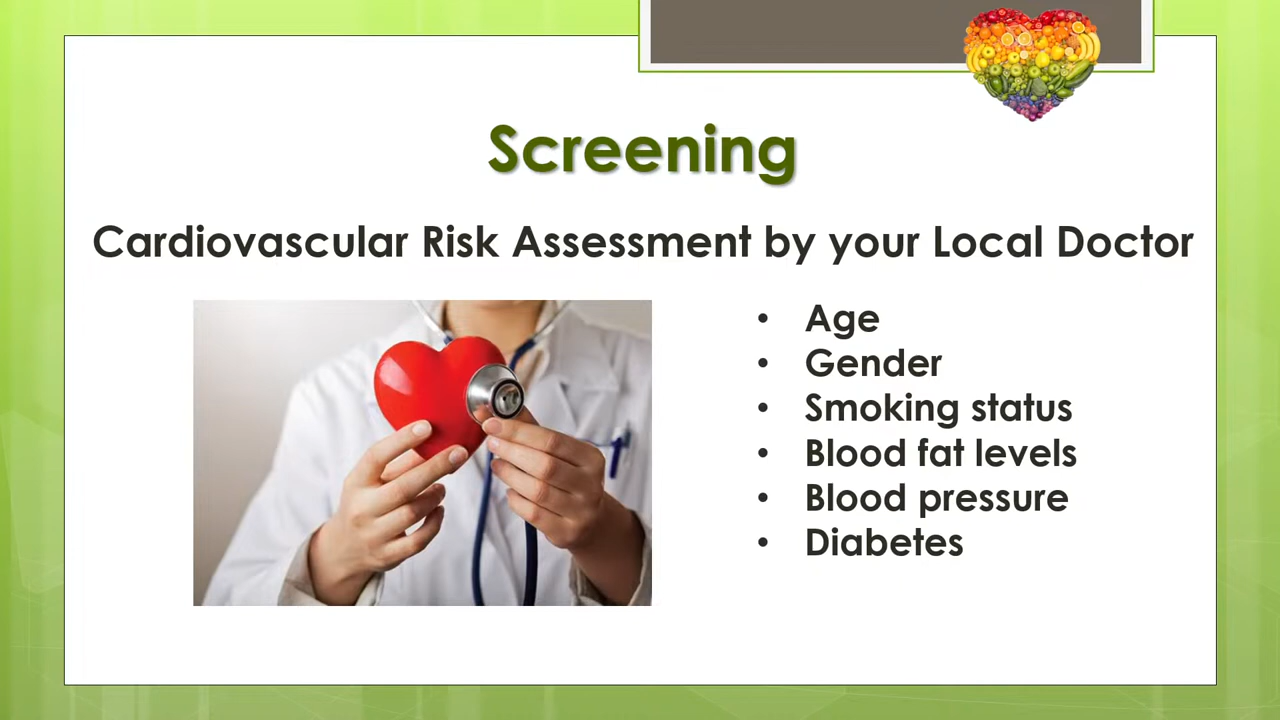 Screening
Cardiovascular Risk Assessment by your Local Doctor
• Age
• Gender
• Smoking status
• Blood fat levels
• Blood pressure
• Diabetes